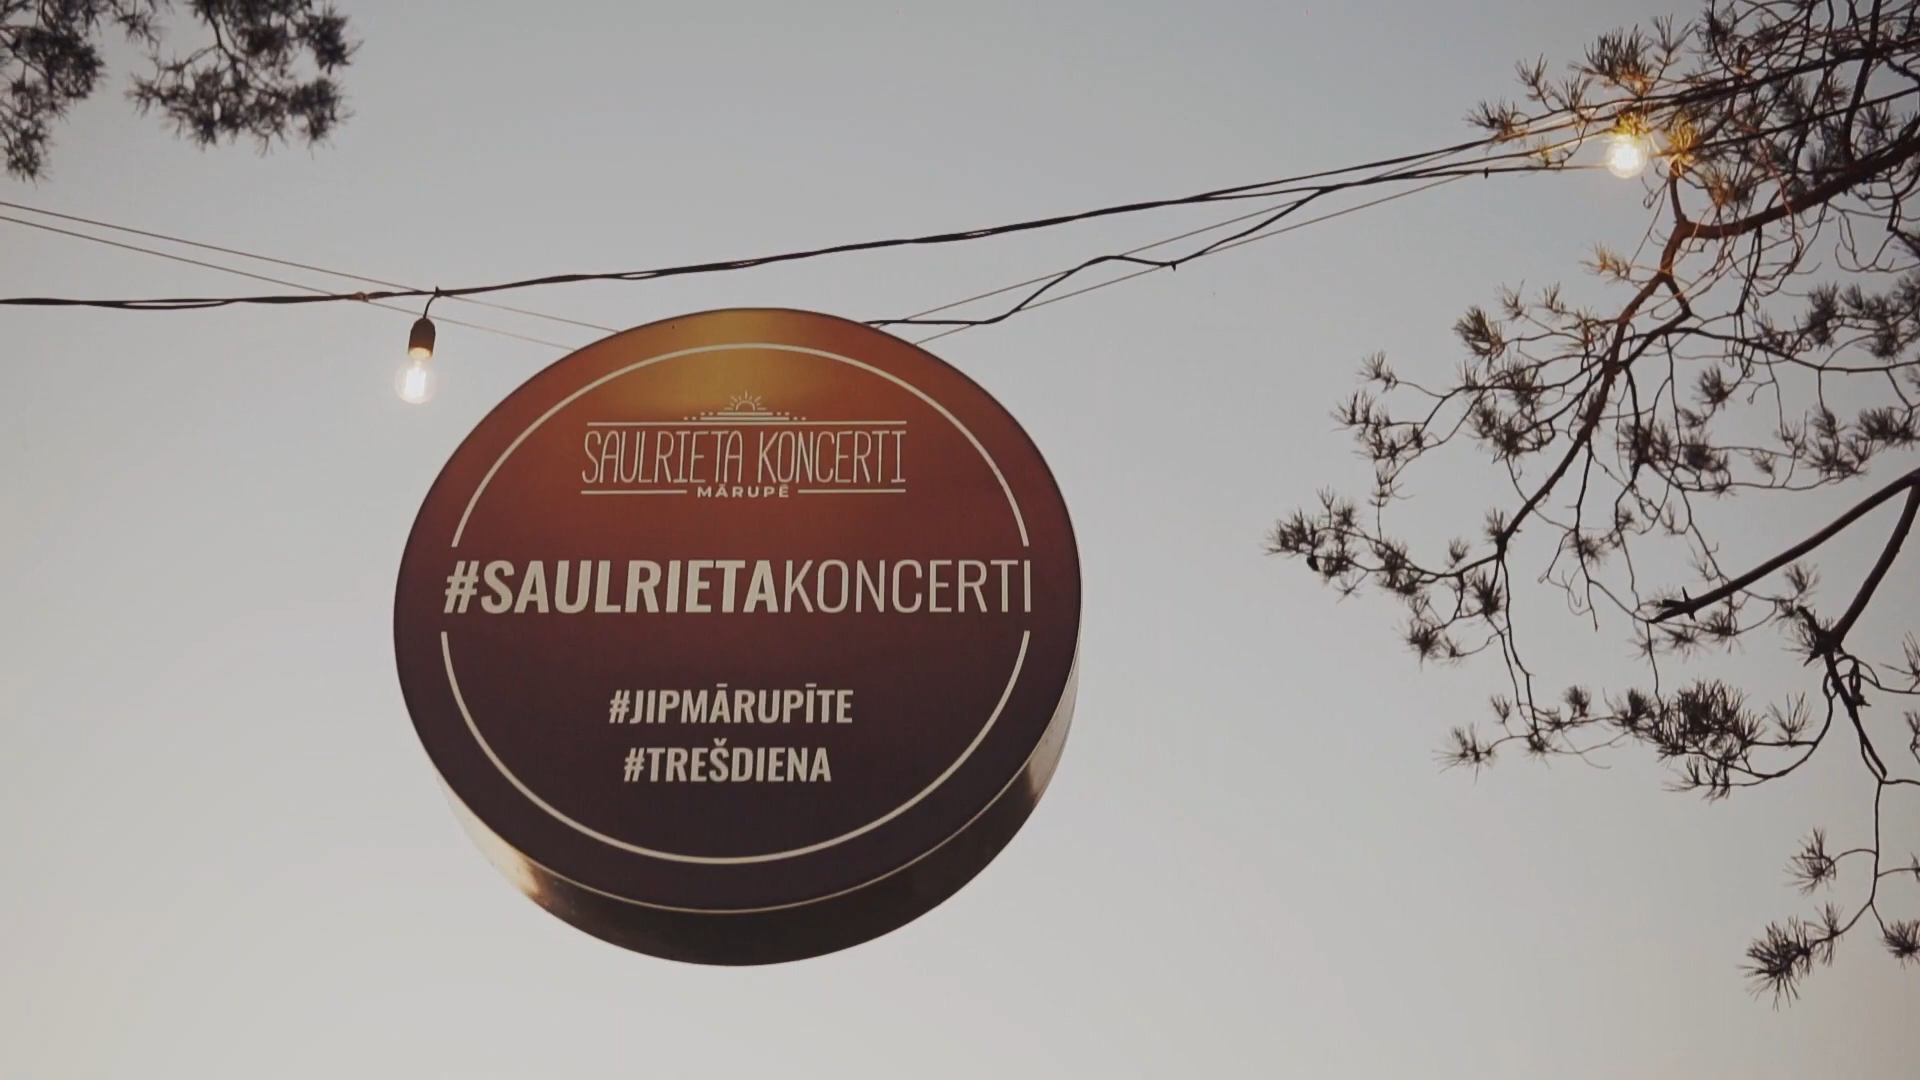 SAULRIETA KONCERTI
MĀRUPĒ
#SAULRIETAKONCERTI
#JIPMĀRUPĪTE
#TREŠDIENA